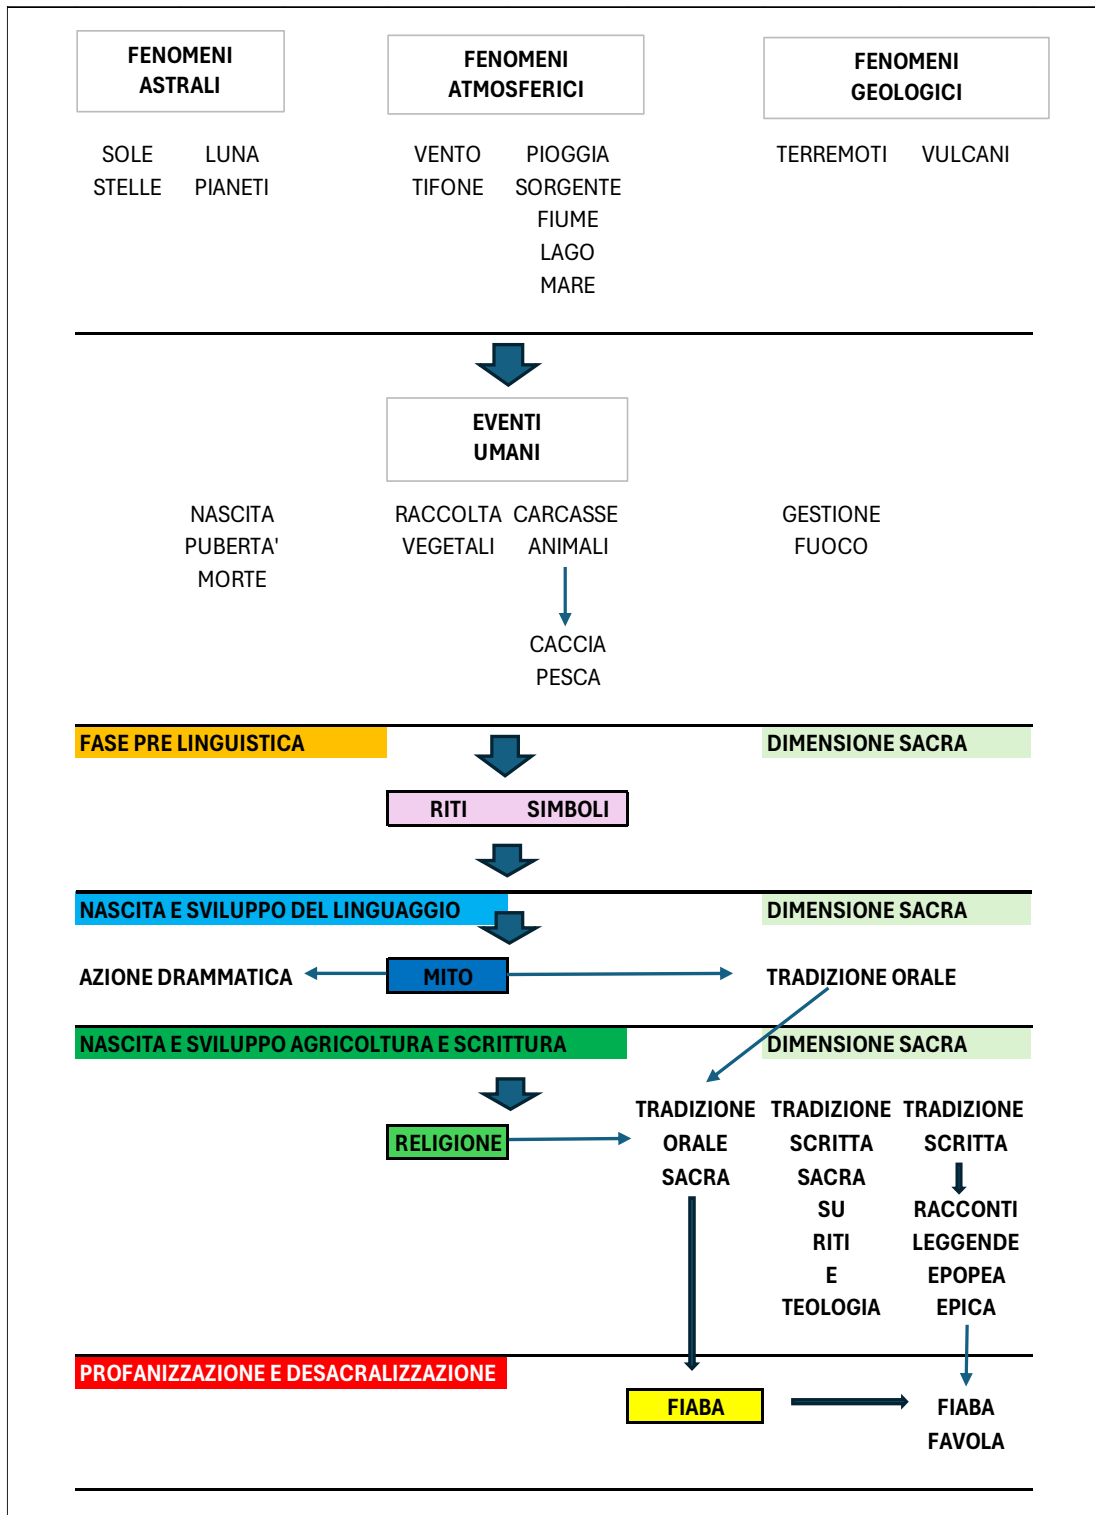 FENOMENI ASTRALI
FENOMENI ATMOSFERICI
FENOMENI GEOLOGICI
SOLE LUNA VENTO PIOGGIA TERREMOTI VULCANI
STELLE PIANETI TIFONE SORGENTE
FIUME
LAGO
MARE
EVENTI
UMANI
NASCITA RACCOLTA CARCASSE GESTIONE
PUBERTA' VEGETALI ANIMALI FUOCO
MORTE
CACCIA
PESCA
FASE PRE LINGUISTICA DIMENSIONE SACRA
RITI SIMBOLI
NASCITA E SVILUPPO DEL LINGUAGGIO DIMENSIONE SACRA
AZIONE DRAMMATICA MITO TRADIZIONE ORALE
NASCITA E SVILUPPO AGRICOLTURA E SCRITTURA DIMENSIONE SACRA
TRADIZIONE TRADIZIONE TRADIZIONE
RELIGIONE ORALE SCRITTA SCRITTA
SACRA SACRA
SU RACCONTI
RITI LEGGENDE
E EPOPEA
TEOLOGIA EPICA
PROFANIZZAZIONE E DESACRALIZZAZIONE
FIABA FIABA
FAVOLA